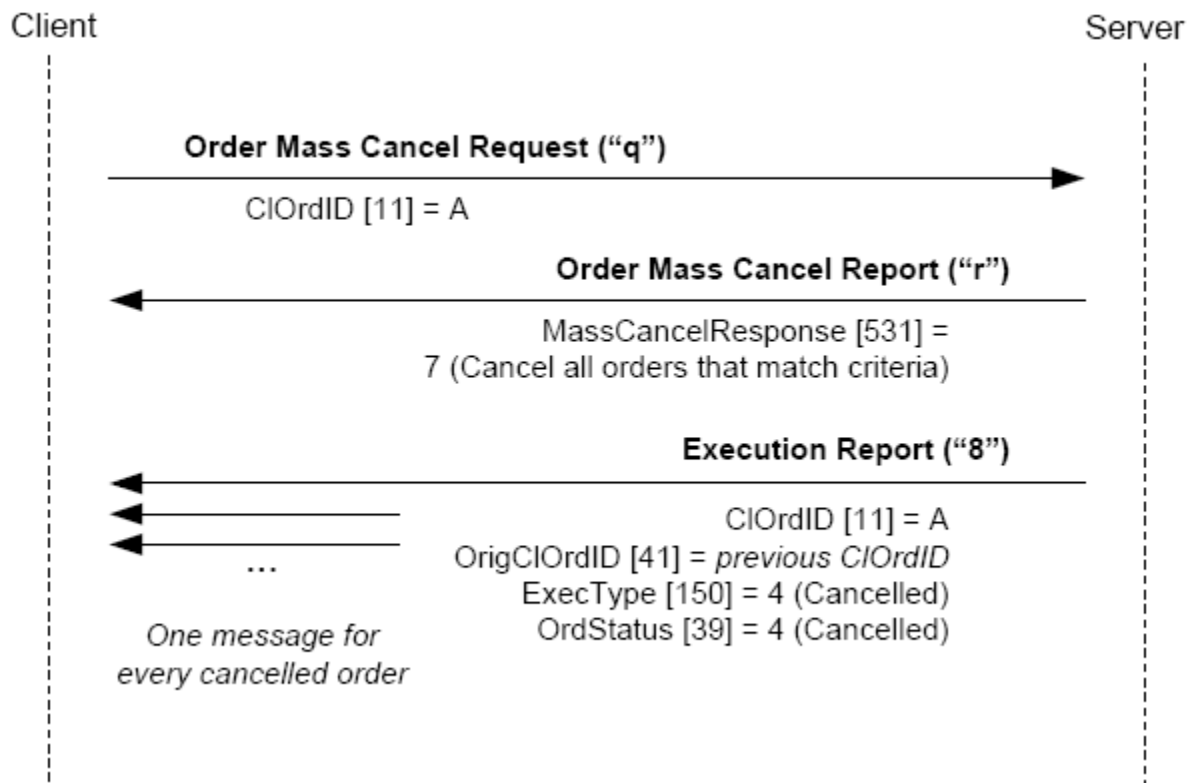 Client
Server
Order Mass Cancel Request (“q”)
ClOrdID [11] = A
Order Mass Cancel Report (“r”)
MassCancelResponse [531] =
7 (Cancel all orders that match criteria)
Execution Report (“8”)
ClOrdID [11] = A
OrigClOrdID [41] = previous ClOrdID
ExecType [150] = 4 (Cancelled)
OrdStatus [39] = 4 (Cancelled)
...
One message for
every cancelled order